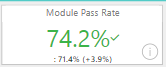 Module Pass Rate
74.2%✓
: 71.4% (+3.9%)